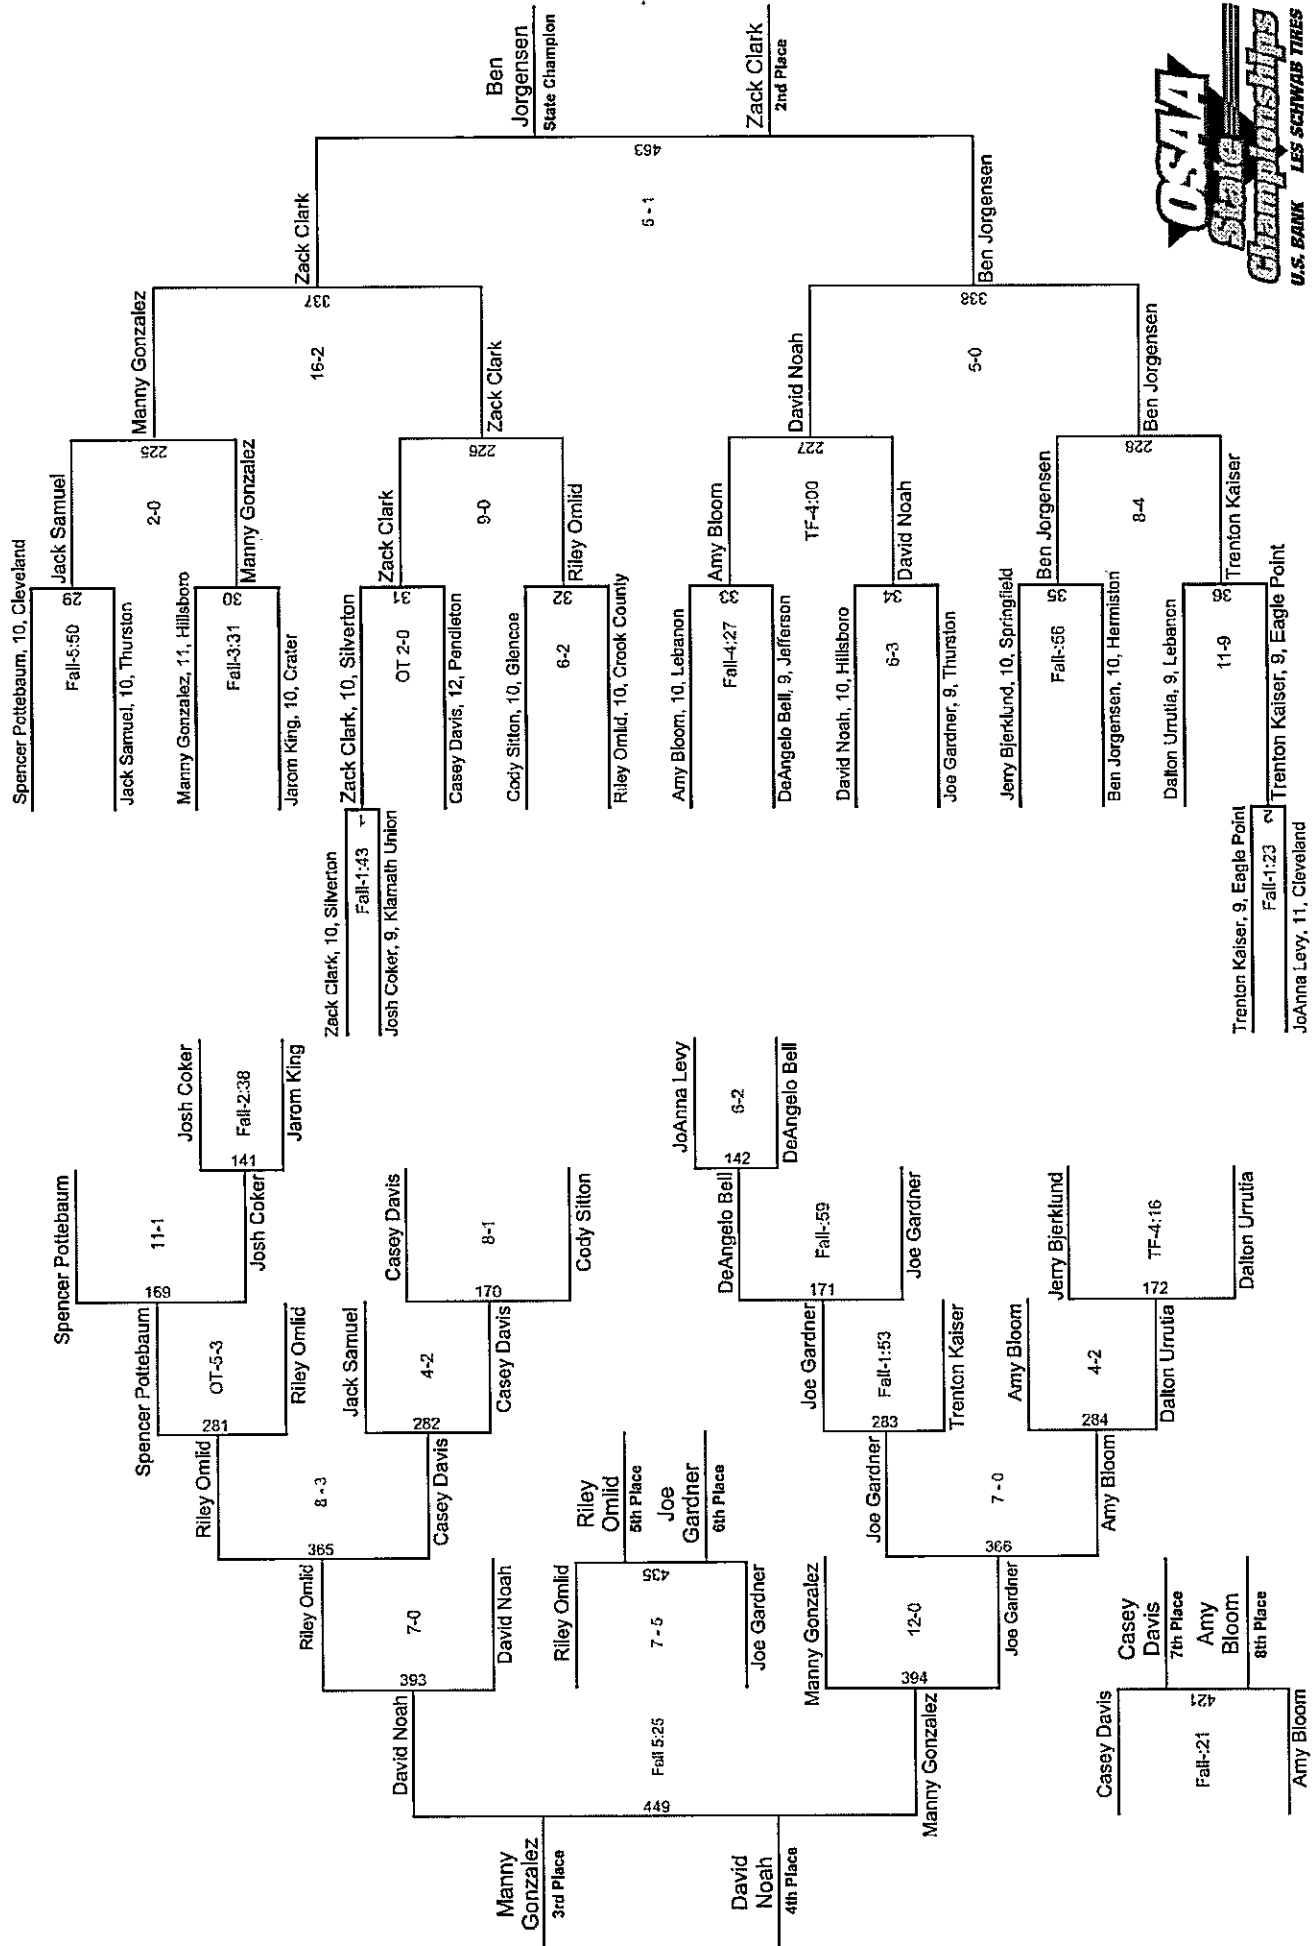 Spencer Pottebaum, 10, Cleveland
Fall-5:50
29
Jack Samuel, 10, Thurston
Jack Samuel
2-0
225
Manny Gonzalez, 11, Hillsboro
Fall-3:31
30
Jarom King, 10, Crater
Manny Gonzalez
Manny Gonzalez
16-2
337
Zack Clark, 10, Silverton
Fall-1:43
1
Josh Coker, 9, Klamath Union
Zack Clark, 10, Silverton
OT 2-0
31
Casey Davis, 12, Pendleton
Zack Clark
9-0
226
Cody Sitton, 10, Glencoe
6-2
32
Riley Omlid, 10, Crook County
Riley Omlid
Zack Clark
Zack Clark
463
Amy Bloom, 10, Lebanon
Fall-4:27
33
DeAngelo Bell, 9, Jefferson
Amy Bloom
TF-4:00
227
David Noah, 10, Hillsboro
6-3
34
Joe Gardner, 9, Thurston
David Noah
David Noah
5-0
338
Jerry Bjerklund, 10, Springfield
Fall-:56
35
Ben Jorgensen, 10, Hermiston
Ben Jorgensen
8-4
228
Dalton Urrutia, 9, Lebanon
11-9
36
Trenton Kaiser, 9, Eagle Point
Fall-1:23
2
JoAnna Levy, 11, Cleveland
Trenton Kaiser, 9, Eagle Point
Trenton Kaiser
Ben Jorgensen
Ben Jorgensen
Ben
Jorgensen
State Champion
Zack Clark
2nd Place
Josh Coker
Fall-2:38
141
Jarom King
Spencer Pottebaum
11-1
169
Josh Coker
Spencer Pottebaum
OT-5-3
281
Riley Omlid
Casey Davis
8-1
170
Cody Sitton
Jack Samuel
4-2
282
Casey Davis
Riley Omlid
8-3
365
Casey Davis
Riley Omlid
7-0
393
David Noah
David Noah
JoAnna Levy
6-2
142
DeAngelo Bell
DeAngelo Bell
Fall-:59
171
Joe Gardner
Joe Gardner
Fall-1:53
283
Trenton Kaiser
Jerry Bjerklund
TF-4:16
172
Dalton Urrutia
Amy Bloom
4-2
284
Dalton Urrutia
Joe Gardner
7-0
366
Amy Bloom
Manny Gonzalez
12-0
394
Joe Gardner
Manny Gonzalez
Fall 5:25
449
Manny
Gonzalez
3rd Place
David
Noah
4th Place
Riley Omlid
7-5
435
Joe Gardner
Riley
Omlid
5th Place
Joe
Gardner
6th Place
Casey Davis
Fall-:21
421
Amy Bloom
Casey
Davis
7th Place
Amy
Bloom
8th Place
OSAA
State
Championships
U.S. BANK LES SCHWAB TIRES